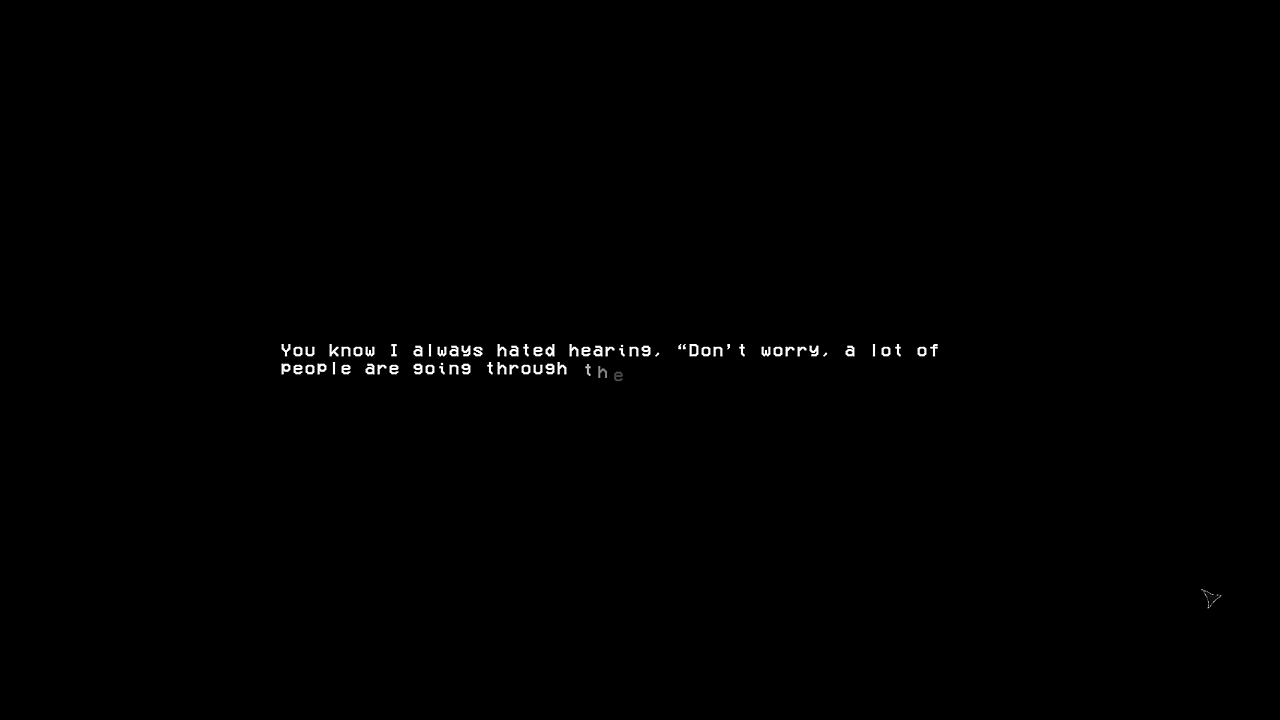 You know I always hated hearing, “Don’t worry, a lot of
people are going through the